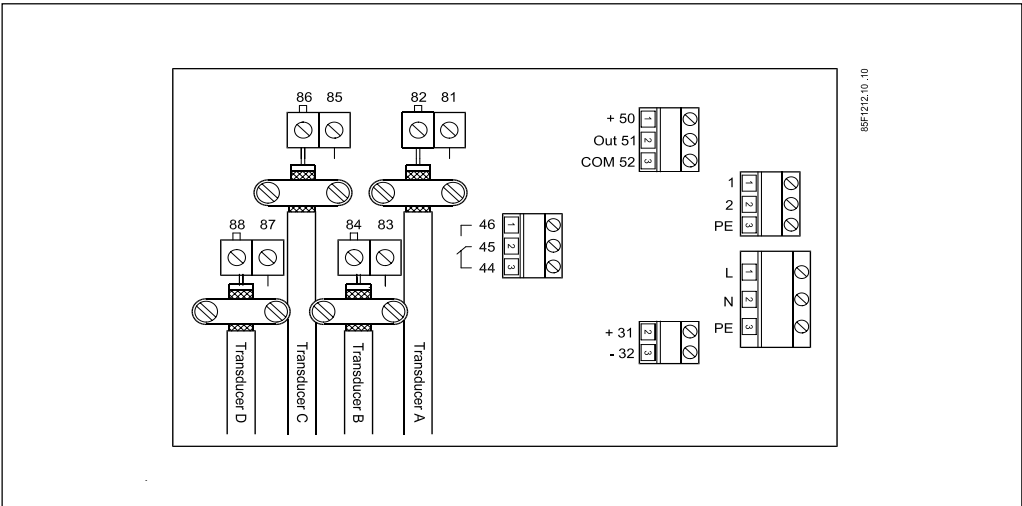 86 85
82 81
88 87
84 83
Transducer D
Transducer C
Transducer B
Transducer A
46 1
45 2
44 3
+ 50 1
Out 51 2
COM 52 3
1 1
2 2
PE 3
L 1
N 2
PE 3
+ 31 2
- 32 3
85F1212.10 .10